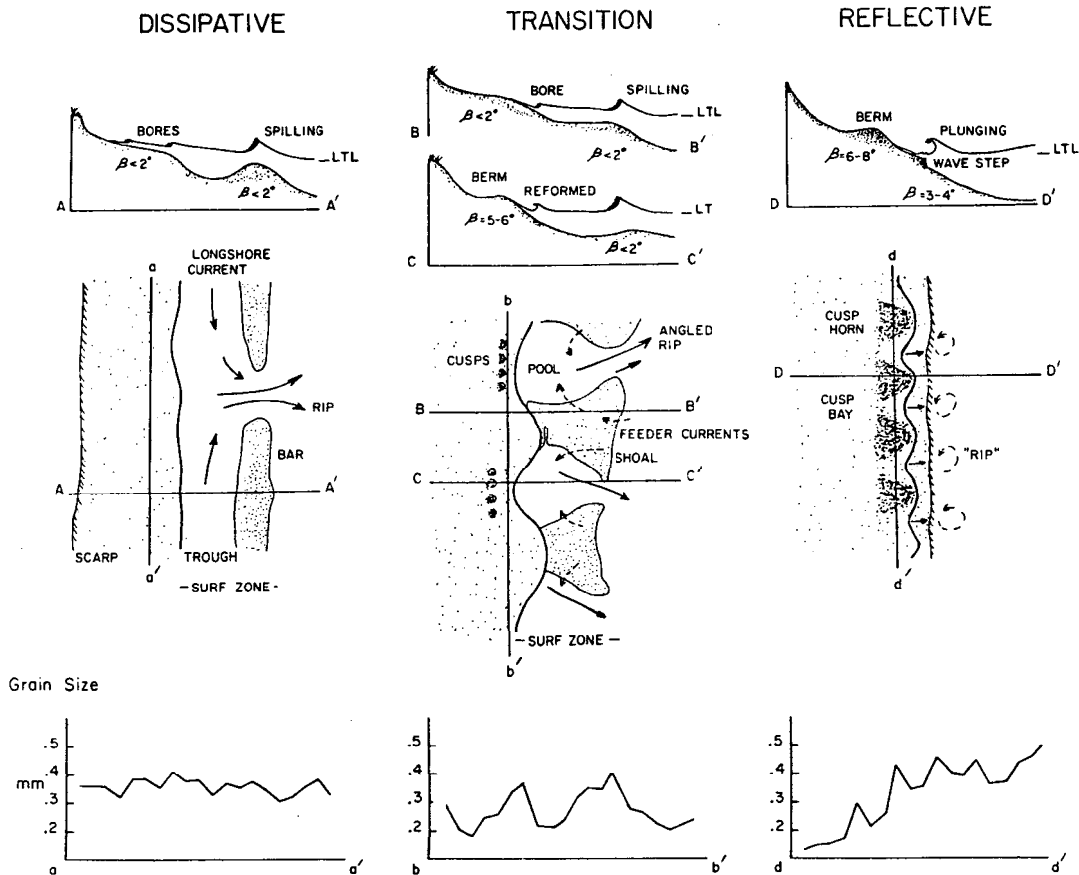 DISSIPATIVE
TRANSITION
REFLECTIVE
BORES
SPILLING
LTL
β<2°
β<2°
A
A'
BORE
SPILLING
LTL
β<2°
β<2°
B
B'
BERM
REFORMED
LT
β=5-6°
β<2°
C
C'
BERM
PLUNGING
LTL
β=6-8°
WAVE STEP
β=3-4°
D
D'
LONGSHORE
CURRENT
a
RIP
BAR
A
A'
SCARP
TROUGH
a'
-SURF ZONE-
b
CUSPS
POOL
ANGLED
RIP
B
B'
FEEDER CURRENTS
SHOAL
C
C'
-SURF ZONE-
b'
d
CUSP
HORN
D
D'
CUSP
BAY
"RIP"
d'
Grain Size
mm
.5
.4
.3
.2
a
a'
.5
.4
.3
.2
b
b'
.5
.4
.3
.2
d
d'